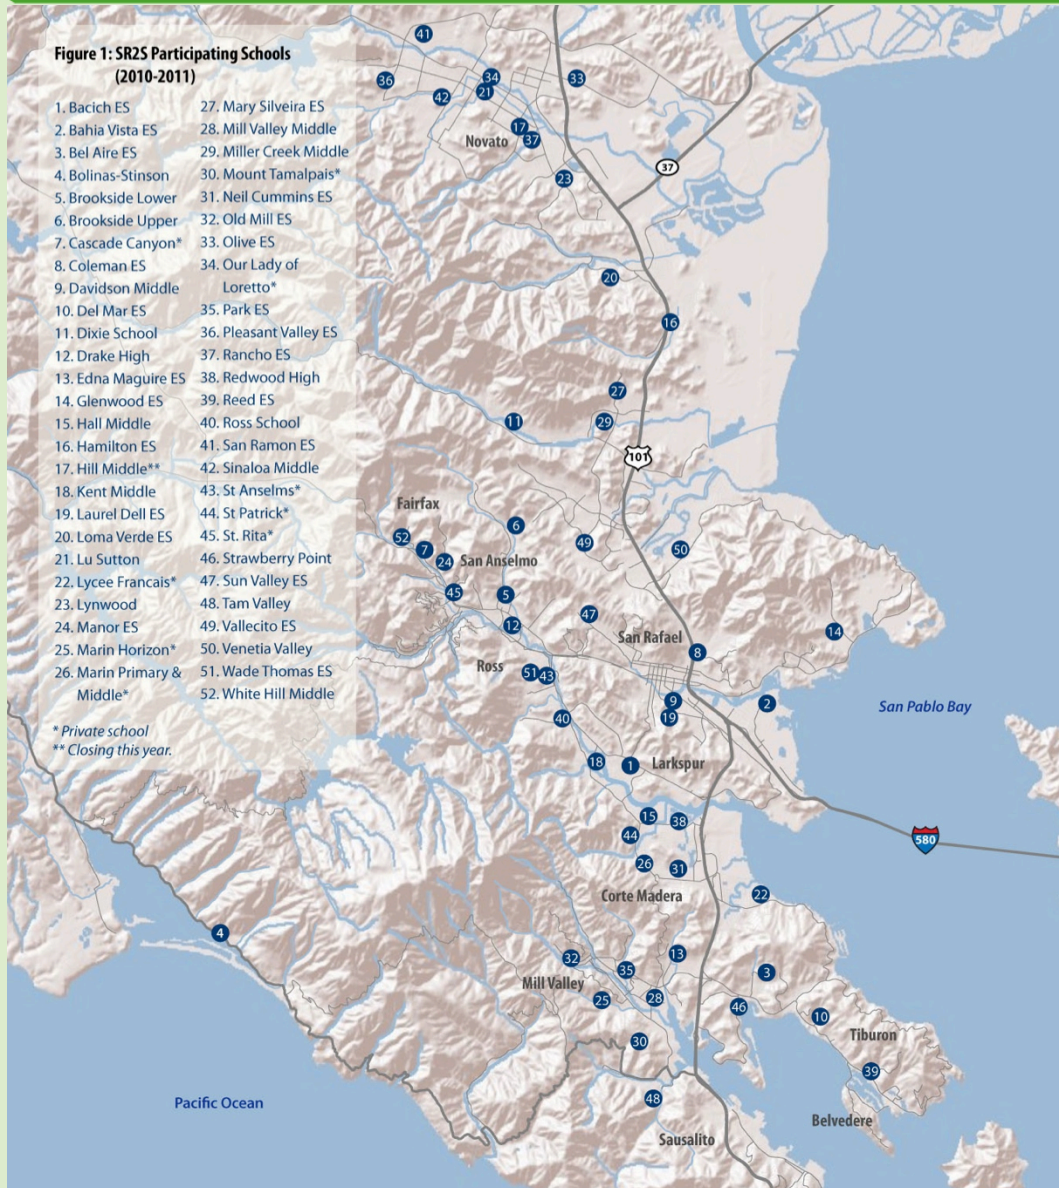 Figure 1: SR2S Participating Schools
(2010-2011)
1. Bacich ES
2. Bahia Vista ES
3. Bel Aire ES
4. Bolinas-Stinson
5. Brookside Lower
6. Brookside Upper
7. Cascade Canyon*
8. Coleman ES
9. Davidson Middle
10. Del Mar ES
11. Dixie School
12. Drake High
13. Edna Maguire ES
14. Glenwood ES
15. Hall Middle
16. Hamilton ES
17. Hill Middle**
18. Kent Middle
19. Laurel Dell ES
20. Loma Verde ES
21. Lu Sutton
22. Lycee Francais*
23. Lynwood
24. Manor ES
25. Marin Horizon*
26. Marin Primary &
Middle*
27. Mary Silveira ES
28. Mill Valley Middle
29. Miller Creek Middle
30. Mount Tamalpais*
31. Neil Cummins ES
32. Old Mill ES
33. Olive ES
34. Our Lady of
Loretto*
35. Park ES
36. Pleasant Valley ES
37. Rancho ES
38. Redwood High
39. Reed ES
40. Ross School
41. San Ramon ES
42. Sinaloa Middle
43. St Anselms*
44. St Patrick*
45. St. Rita*
46. Strawberry Point
47. Sun Valley ES
48. Tam Valley
49. Vallecito ES
50. Venetia Valley
51. Wade Thomas ES
52. White Hill Middle
* Private school
** Closing this year.
41
34
33
36
21
42
17
Novato
37
37
23
20
16
27
11
29
101
Fairfax
6
52
49
7
50
24
San Anselmo
45
5
47
12
14
San Rafael
8
Ross
51
43
9
2
San Pablo Bay
40
19
18
1
Larkspur
15
38
44
580
26
31
Corte Madera
22
4
13
32
35
3
Mill Valley
25
28
46
10
Tiburon
30
39
48
Pacific Ocean
Belvedere
Sausalito